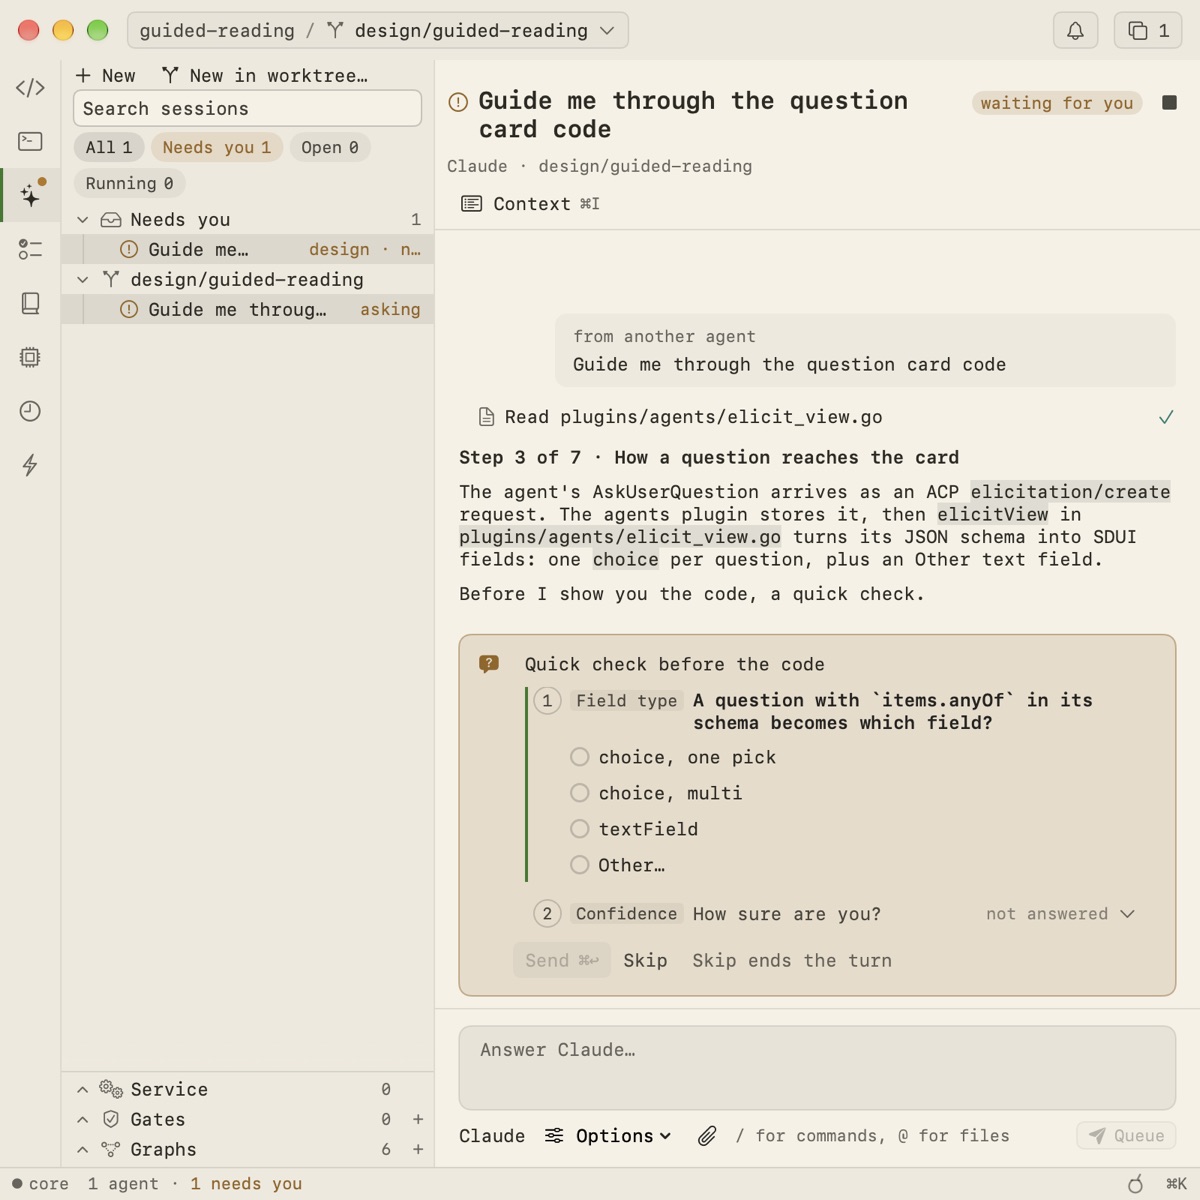 guided-reading / design/guided-reading
1
+ New New in worktree…
Search sessions
All 1 Needs you 1 Open 0
Running 0
Needs you 1
Guide me… design · n…
design/guided-reading
Guide me throug… asking
Service 0
Gates 0 +
Graphs 6 +
Guide me through the question card code
waiting for you
Claude · design/guided-reading
Context ⌘I
from another agent
Guide me through the question card code
Read plugins/agents/elicit_view.go
Step 3 of 7 · How a question reaches the card
The agent's AskUserQuestion arrives as an ACP elicitation/create
request. The agents plugin stores it, then elicitView in
plugins/agents/elicit_view.go turns its JSON schema into SDUI
fields: one choice per question, plus an Other text field.
Before I show you the code, a quick check.
? Quick check before the code
1 Field type A question with `items.anyOf` in its
schema becomes which field?
choice, one pick
choice, multi
textField
Other…
2 Confidence How sure are you? not answered
Send ⌘↩ Skip Skip ends the turn
Answer Claude…
Claude Options / for commands, @ for files Queue
core 1 agent · 1 needs you ⌘K